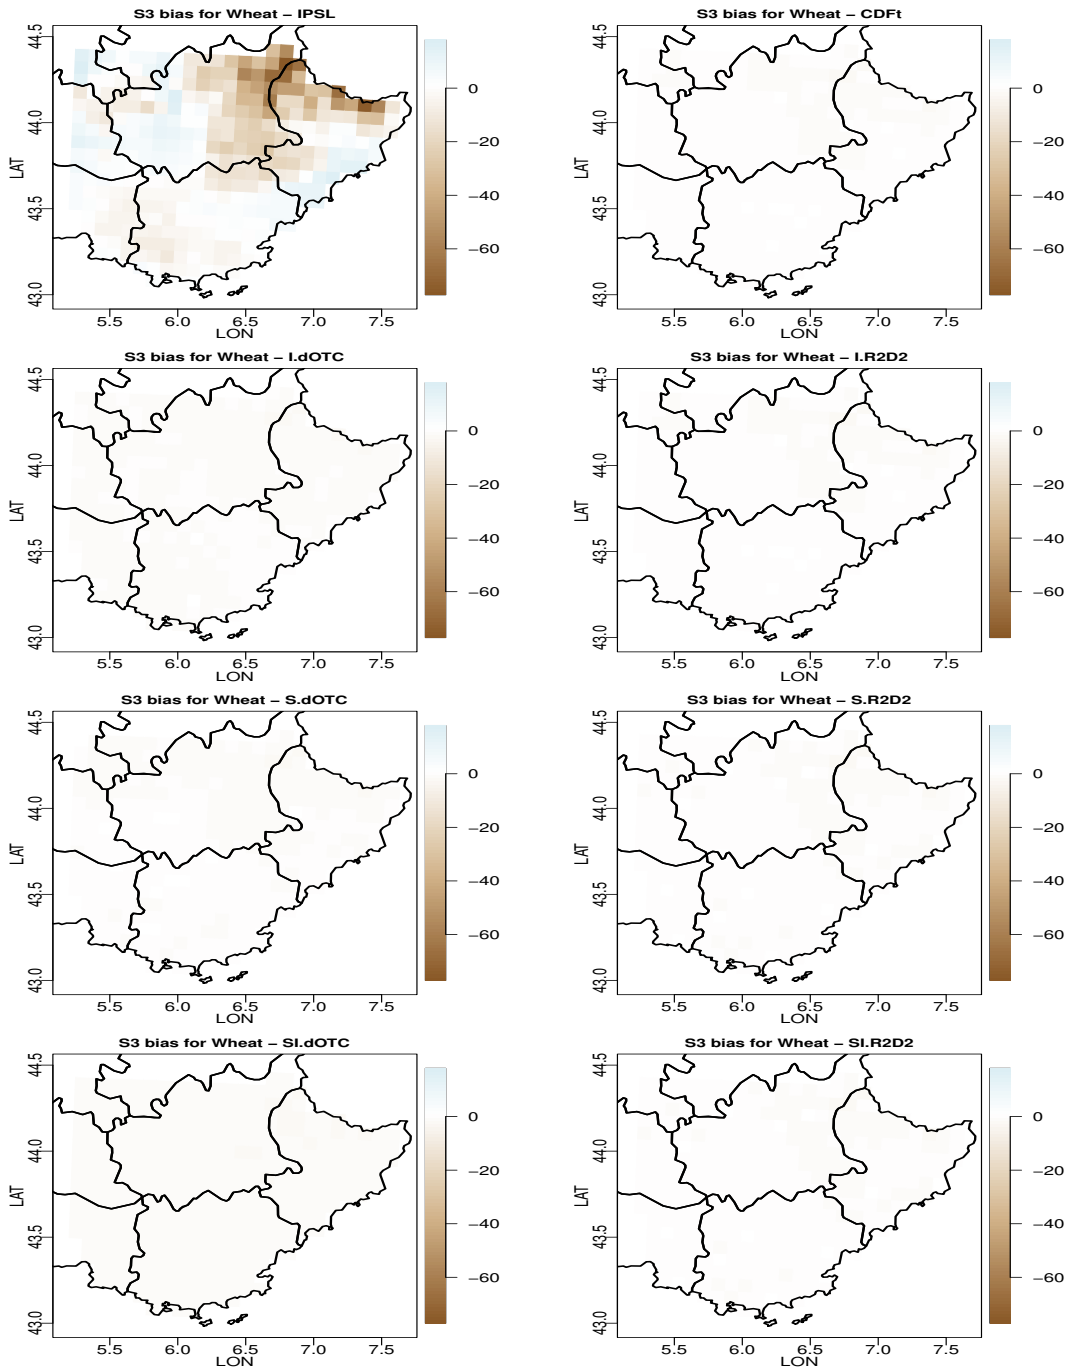 S3 bias for Wheat – IPSL
44.5
44.0
43.5
43.0
LAT
5.5 6.0 6.5 7.0 7.5
LON
0
−20
−40
−60
S3 bias for Wheat – CDFt
44.5
44.0
43.5
43.0
LAT
5.5 6.0 6.5 7.0 7.5
LON
0
−20
−40
−60
S3 bias for Wheat – I.dOTC
44.5
44.0
43.5
43.0
LAT
5.5 6.0 6.5 7.0 7.5
LON
0
−20
−40
−60
S3 bias for Wheat – I.R2D2
44.5
44.0
43.5
43.0
LAT
5.5 6.0 6.5 7.0 7.5
LON
0
−20
−40
−60
S3 bias for Wheat – S.dOTC
44.5
44.0
43.5
43.0
LAT
5.5 6.0 6.5 7.0 7.5
LON
0
−20
−40
−60
S3 bias for Wheat – S.R2D2
44.5
44.0
43.5
43.0
LAT
5.5 6.0 6.5 7.0 7.5
LON
0
−20
−40
−60
S3 bias for Wheat – SI.dOTC
44.5
44.0
43.5
43.0
LAT
5.5 6.0 6.5 7.0 7.5
LON
0
−20
−40
−60
S3 bias for Wheat – SI.R2D2
44.5
44.0
43.5
43.0
LAT
5.5 6.0 6.5 7.0 7.5
LON
0
−20
−40
−60